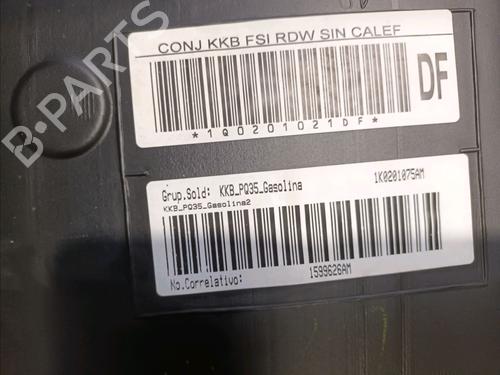 CONJ KKB FSI RDW SIN CALEF
DF
*1Q0201021DF*
B-PARTS
Grup.Sold: KKB_PQ35_Gasolina 1K0201075AM
KKB_PQ35_Gasolina2
No.Correlativo: 1599626AM